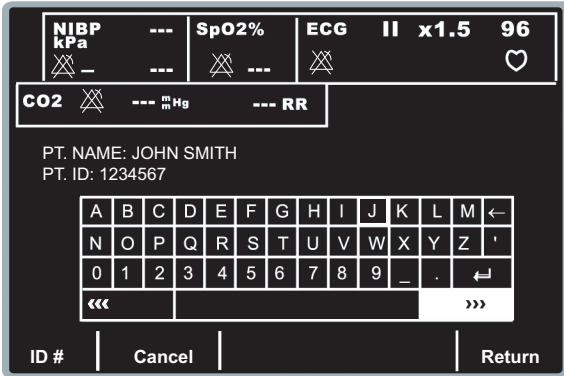 NIBP --- SpO2% ECG II x1.5 96
kPa
– --- ---
CO2 --- mmHg --- RR
PT. NAME: JOHN SMITH
PT. ID: 1234567
A B C D E F G H I J K L M ←
N O P Q R S T U V W X Y Z '
0 1 2 3 4 5 6 7 8 9 _ . ↵
‹‹‹ ›››
ID # Cancel Return